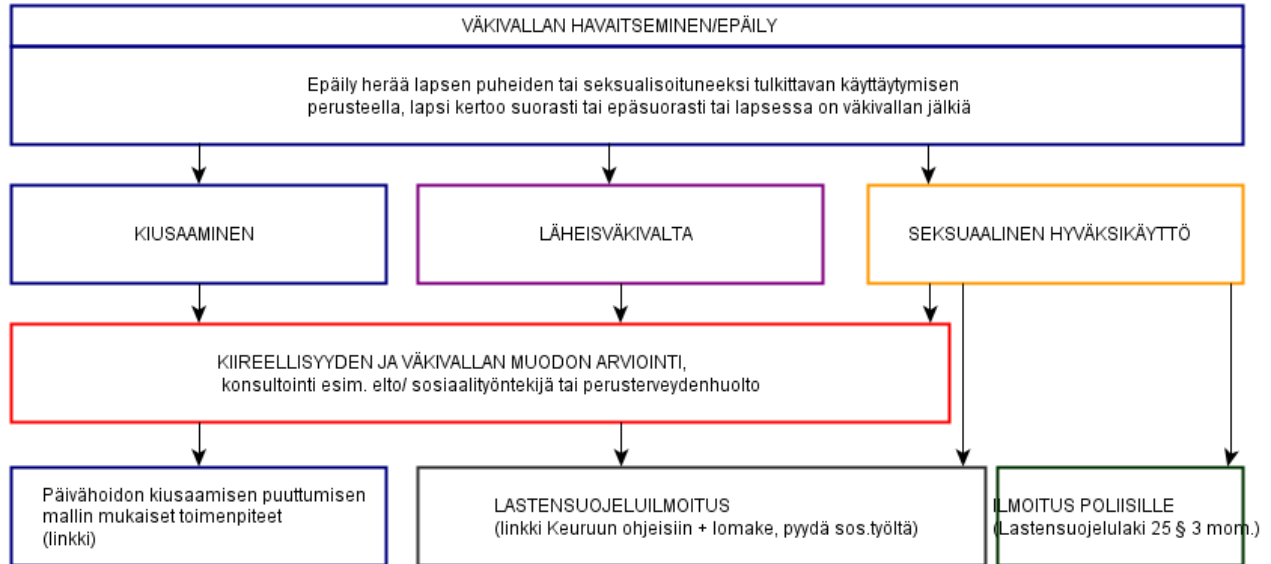 VÄKIVALLAN HAVAITSEMINEN/EPÄILY
Epäily herää lapsen puheiden tai seksualisoituneeksi tulkittavan käyttäytymisen
perusteella, lapsi kertoo suorasti tai epäsuorasti tai lapsessa on väkivallan jälkiä
KIUSAAMINEN
LÄHEISVÄKIVALTA
SEKSUAALINEN HYVÄKSIKÄYTTÖ
KIIREELLISYYDEN JA VÄKIVALLAN MUODON ARVIOINTI,
konsultointi esim. elto/ sosiaalityöntekijä tai perusterveydenhuolto
Päivähoidon kiusaamisen puuttumisen
mallin mukaiset toimenpiteet
(linkki)
LASTENSUOJELUILMOITUS
(linkki Keuruun ohjeisiin + lomake, pyydä sos.työltä)
ILMOITUS POLIISILLE
(Lastensuojelulaki 25 § 3 mom.)